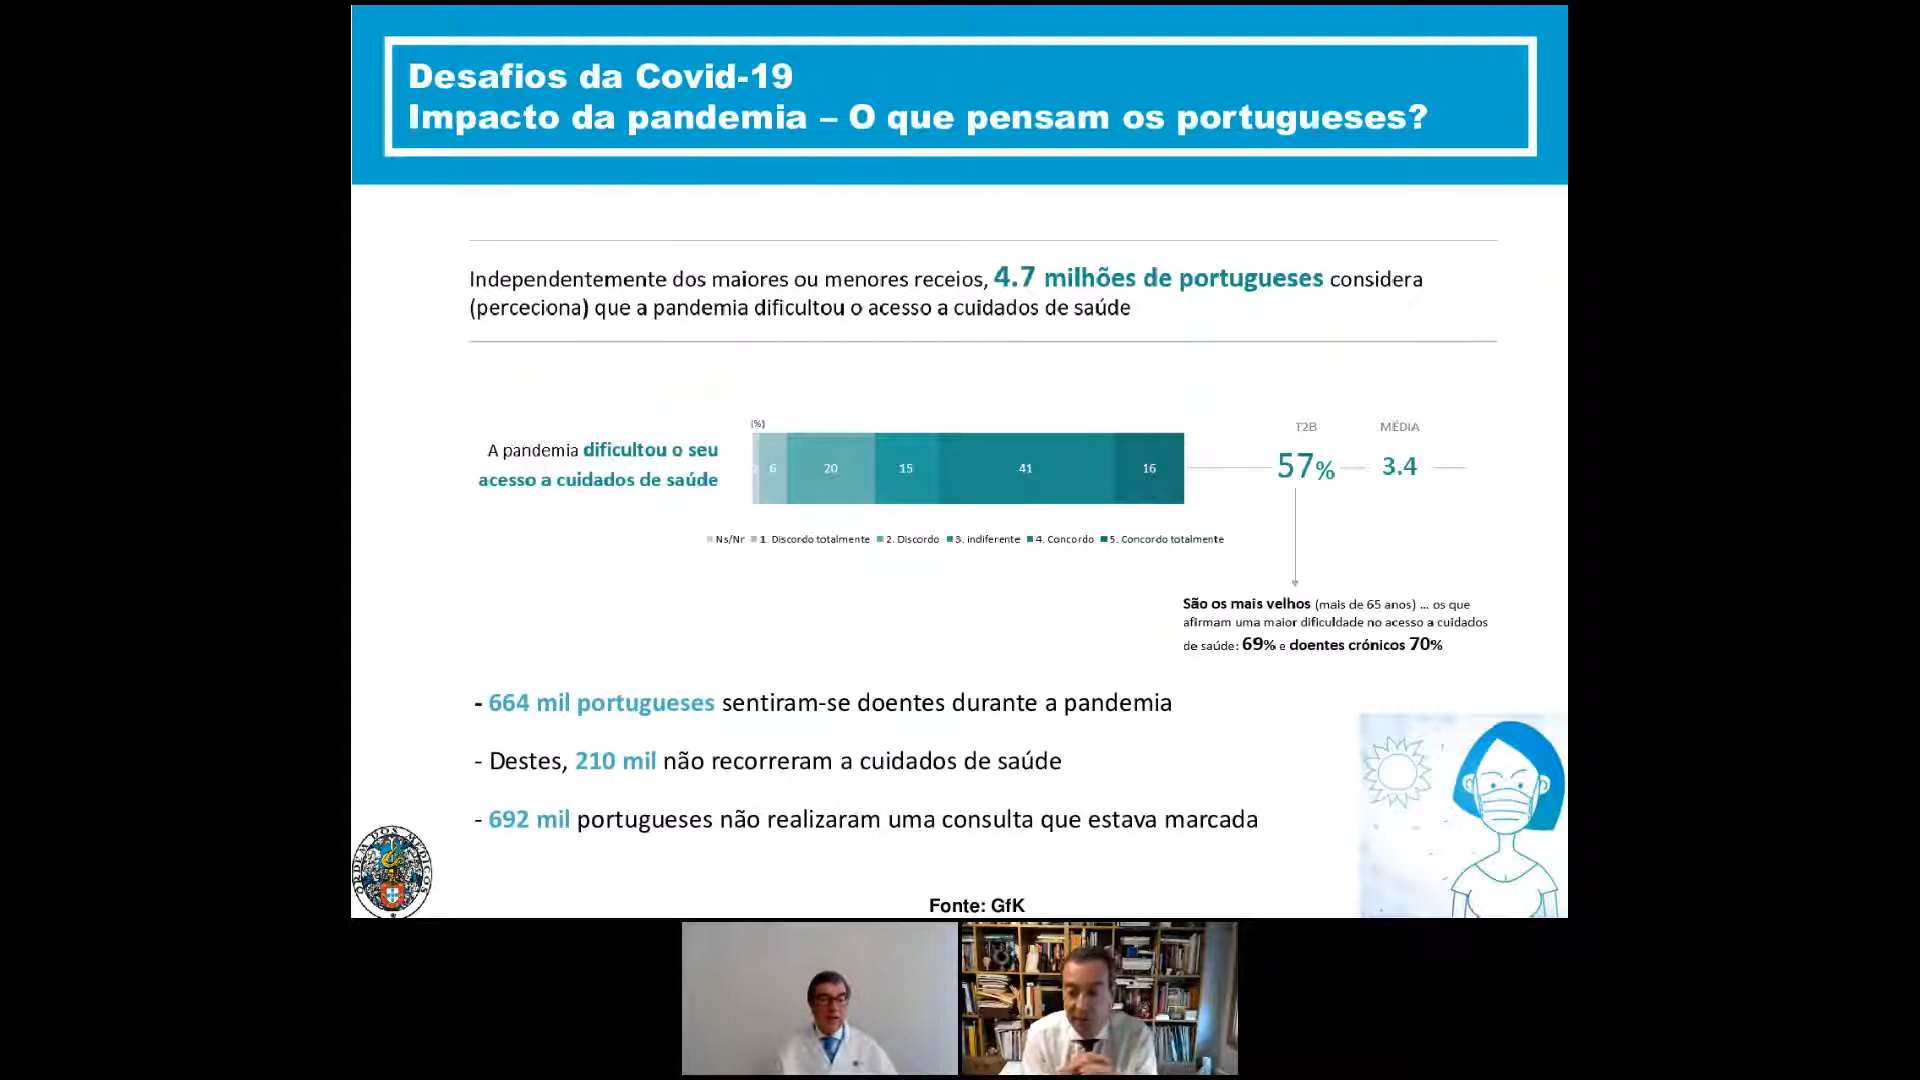 Desafios da Covid-19
Impacto da pandemia – O que pensam os portugueses?
Independentemente dos maiores ou menores receios, 4.7 milhões de portugueses considera
(perceciona) que a pandemia dificultou o acesso a cuidados de saúde
(%)
T2B MÉDIA
A pandemia dificultou o seu
acesso a cuidados de saúde
2 6 20 15 41 16
57% 3.4
Ns/Nr 1. Discordo totalmente 2. Discordo 3. indiferente 4. Concordo 5. Concordo totalmente
São os mais velhos (mais de 65 anos) ... os que
afirmam uma maior dificuldade no acesso a cuidados
de saúde: 69% e doentes crónicos 70%
- 664 mil portugueses sentiram-se doentes durante a pandemia
- Destes, 210 mil não recorreram a cuidados de saúde
- 692 mil portugueses não realizaram uma consulta que estava marcada
ORDEM DOS MEDICOS
Fonte: GfK